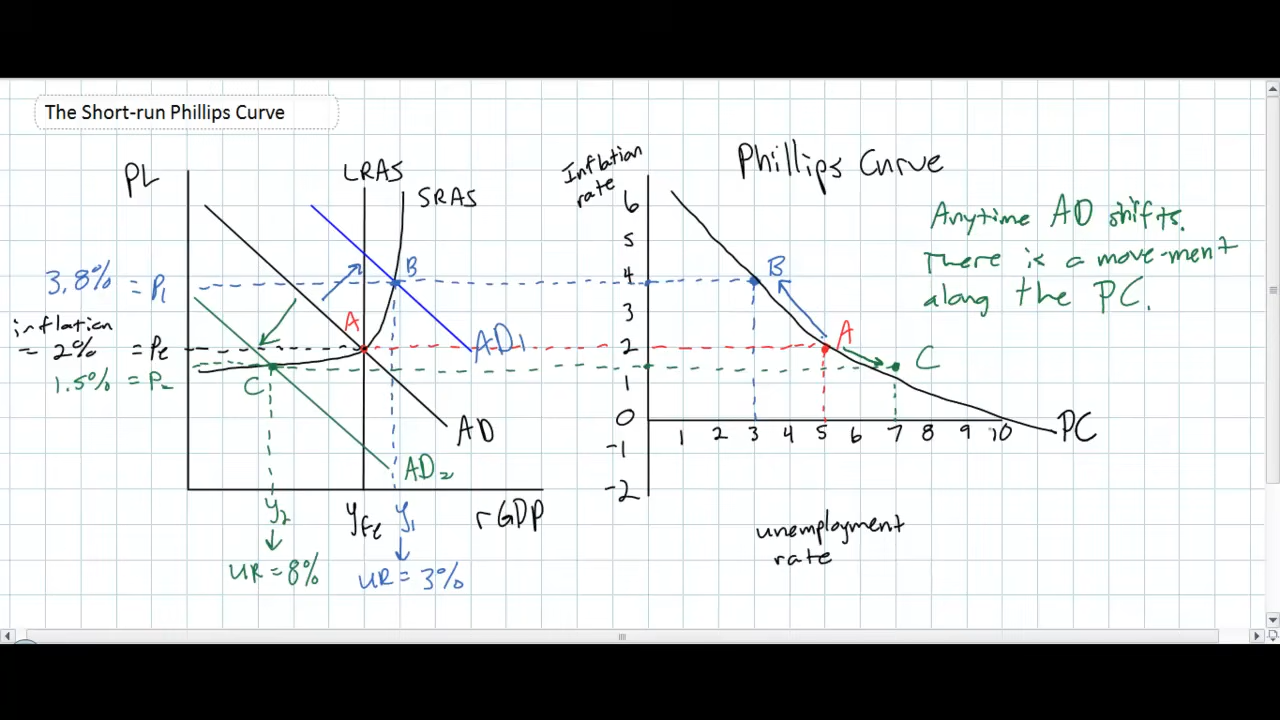 The Short-run Phillips Curve
PL
LRAS
SRAS
3.8% = P1
inflation
= 2% = Pe
1.5% = P2
A
B
C
AD1
AD
AD2
Y2
YFE
Y1
rGDP
UR = 8%
UR = 3%
Inflation
rate
Phillips Curve
6
5
4
3
2
1
0
-1
-2
B
A
C
Anytime AD shifts.
There is a move-ment
along the PC.
1 2 3 4 5 6 7 8 9 10
PC
unemployment
rate